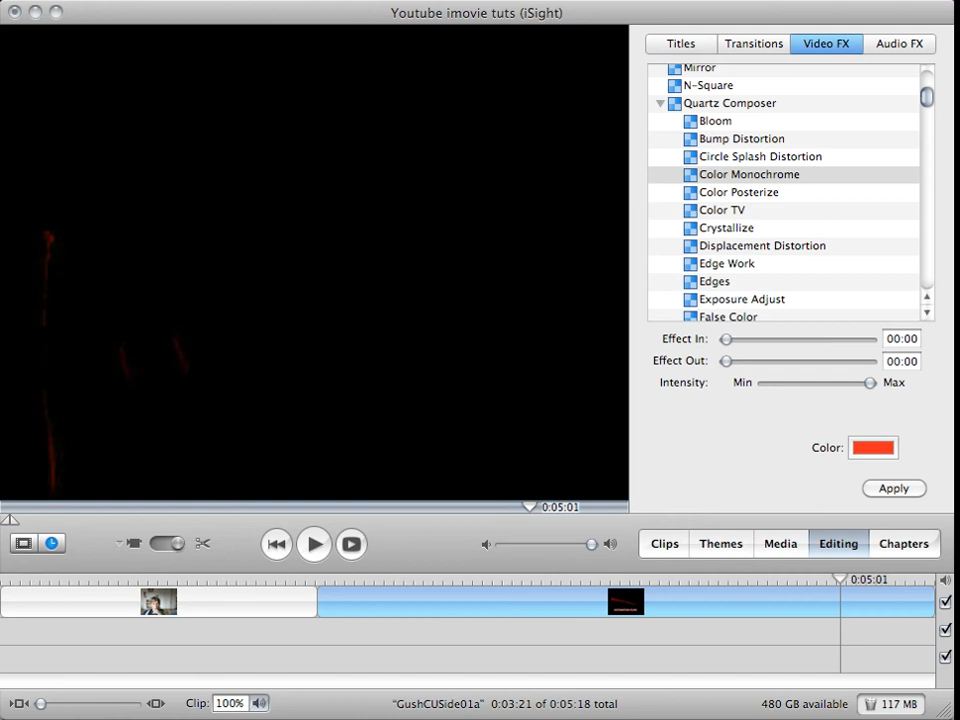 Youtube imovie tuts (iSight)
Titles Transitions Video FX Audio FX
Mirror
N-Square
Quartz Composer
Bloom
Bump Distortion
Circle Splash Distortion
Color Monochrome
Color Posterize
Color TV
Crystallize
Displacement Distortion
Edge Work
Edges
Exposure Adjust
False Color
Effect In: 00:00
Effect Out: 00:00
Intensity: Min Max
Color:
Apply
0:05:01
Clips Themes Media Editing Chapters
0:05:01
Clip: 100% "GushCUSide01a" 0:03:21 of 0:05:18 total 480 GB available 117 MB